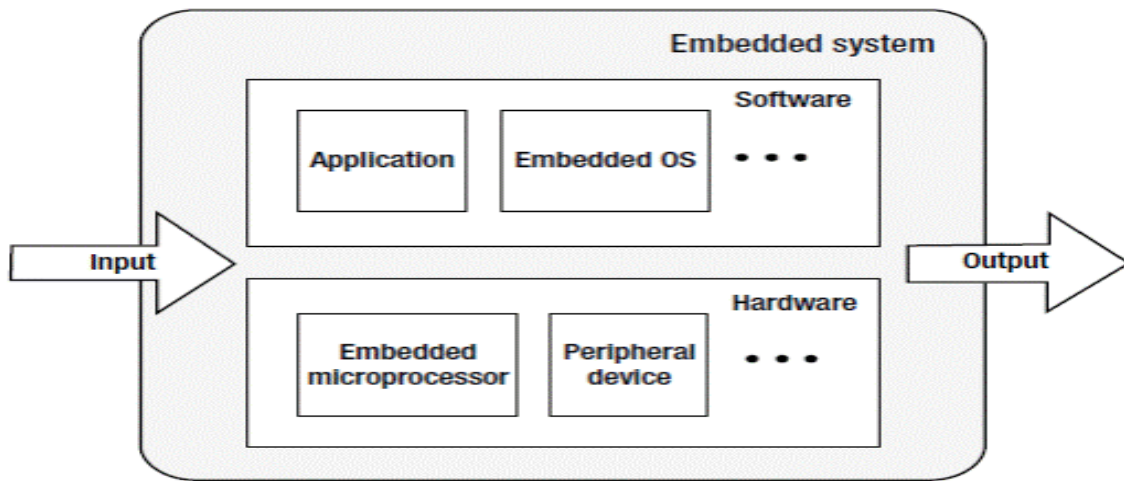 Embedded system
Software
Application
Embedded OS
• • •
Input
Output
Hardware
Embedded
microprocessor
Peripheral
device
• • •